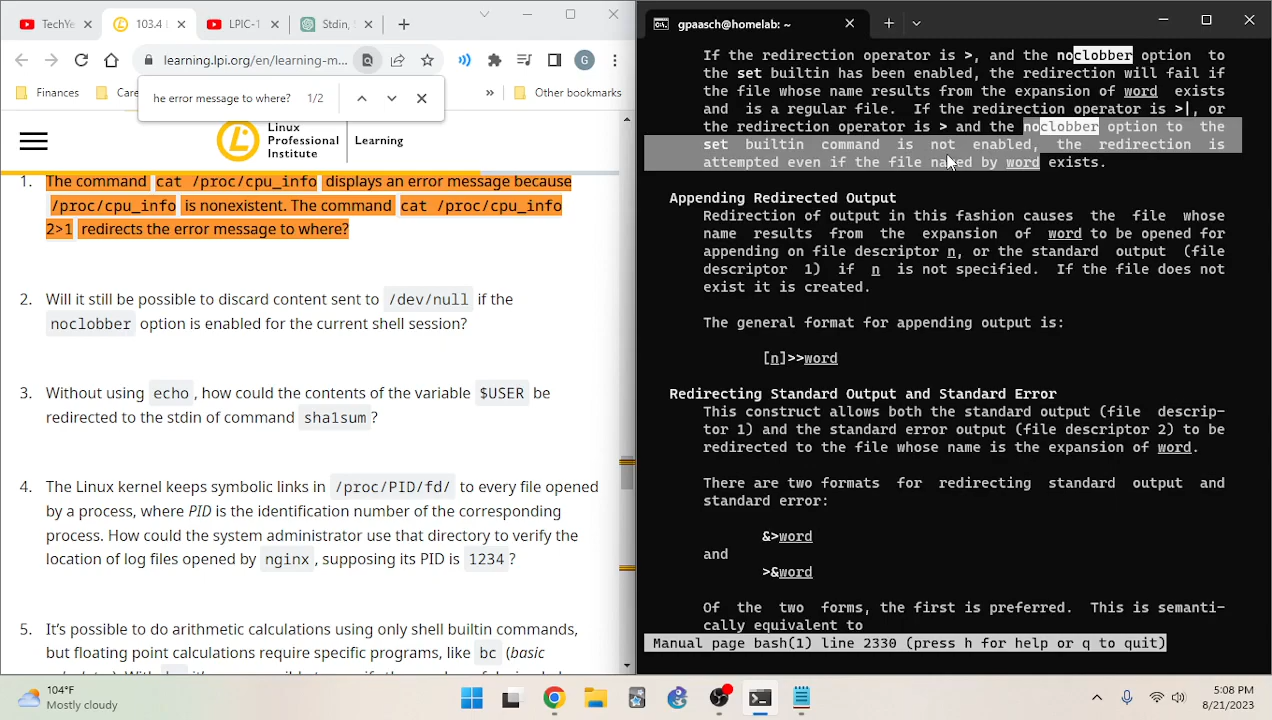 TechYe
103.4 L
LPIC-1
Stdin,
learning.lpi.org/en/learning-m...
G
Finances
Care
Other bookmarks
he error message to where?
1/2
Linux
Professional
Institute
Learning
1. The command cat /proc/cpu_info displays an error message because
/proc/cpu_info is nonexistent. The command cat /proc/cpu_info
2>1 redirects the error message to where?
2. Will it still be possible to discard content sent to /dev/null if the
noclobber option is enabled for the current shell session?
3. Without using echo, how could the contents of the variable $USER be
redirected to the stdin of command sha1sum?
4. The Linux kernel keeps symbolic links in /proc/PID/fd/ to every file opened
by a process, where PID is the identification number of the corresponding
process. How could the system administrator use that directory to verify the
location of log files opened by nginx, supposing its PID is 1234?
5. It's possible to do arithmetic calculations using only shell builtin commands,
but floating point calculations require specific programs, like bc (basic
gpaasch@homelab: ~
If the redirection operator is >, and the noclobber option to
the set builtin has been enabled, the redirection will fail if
the file whose name results from the expansion of word exists
and is a regular file. If the redirection operator is >|, or
the redirection operator is > and the noclobber option to the
set builtin command is not enabled, the redirection is
attempted even if the file named by word exists.
Appending Redirected Output
Redirection of output in this fashion causes the file whose
name results from the expansion of word to be opened for
appending on file descriptor n, or the standard output (file
descriptor 1) if n is not specified. If the file does not
exist it is created.
The general format for appending output is:
[n]>>word
Redirecting Standard Output and Standard Error
This construct allows both the standard output (file descrip-
tor 1) and the standard error output (file descriptor 2) to be
redirected to the file whose name is the expansion of word.
There are two formats for redirecting standard output and
standard error:
&>word
and
>&word
Of the two forms, the first is preferred. This is semanti-
cally equivalent to
Manual page bash(1) line 2330 (press h for help or q to quit)
104°F
Mostly cloudy
5:08 PM
8/21/2023